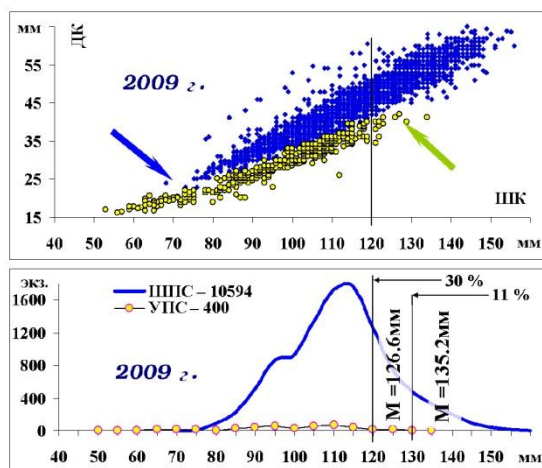 мм
ДК
55
45
35
25
15
2009 г.
ШК
40 50 60 70 80 90 100 110 120 130 140 150 мм
экз.
1600
1200
800
400
0
ШПС – 10594
УПС – 400
2009 г.
30 %
11 %
М =126.6мм
М =135.2мм
40 50 60 70 80 90 100 110 120 130 140 150 мм